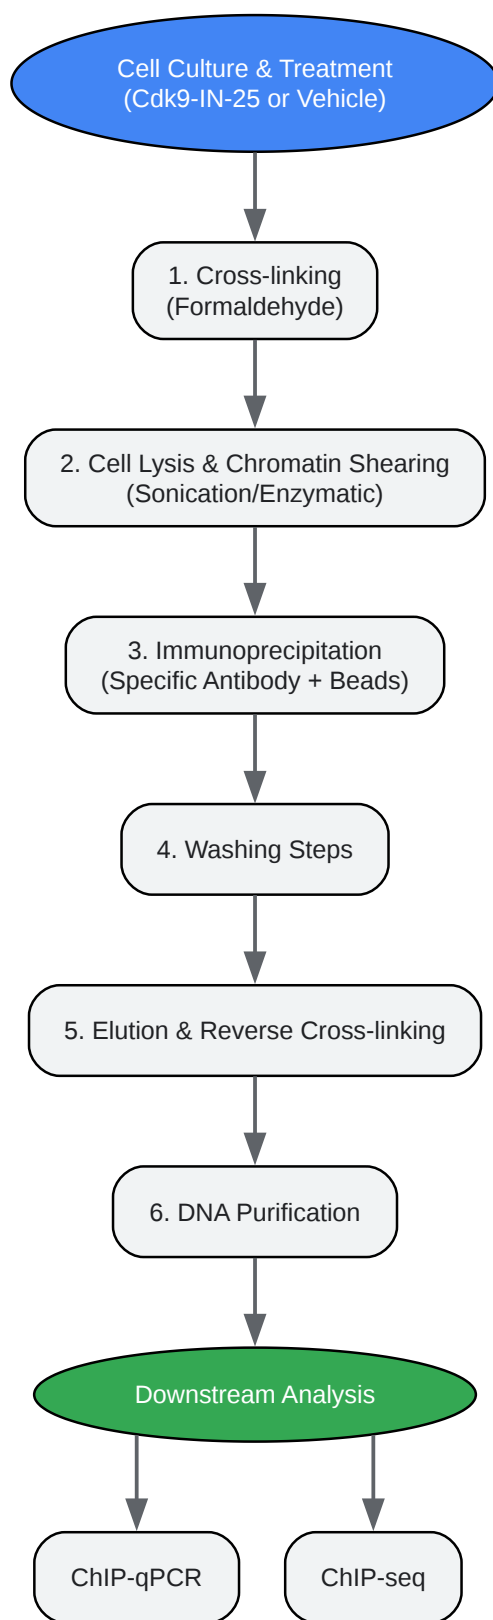 Cell Culture & Treatment
(Cdk9-IN-25 or Vehicle)
1. Cross-linking
(Formaldehyde)
2. Cell Lysis & Chromatin Shearing
(Sonication/Enzymatic)
3. Immunoprecipitation
(Specific Antibody + Beads)
4. Washing Steps
5. Elution & Reverse Cross-linking
6. DNA Purification
Downstream Analysis
ChIP-qPCR
ChIP-seq